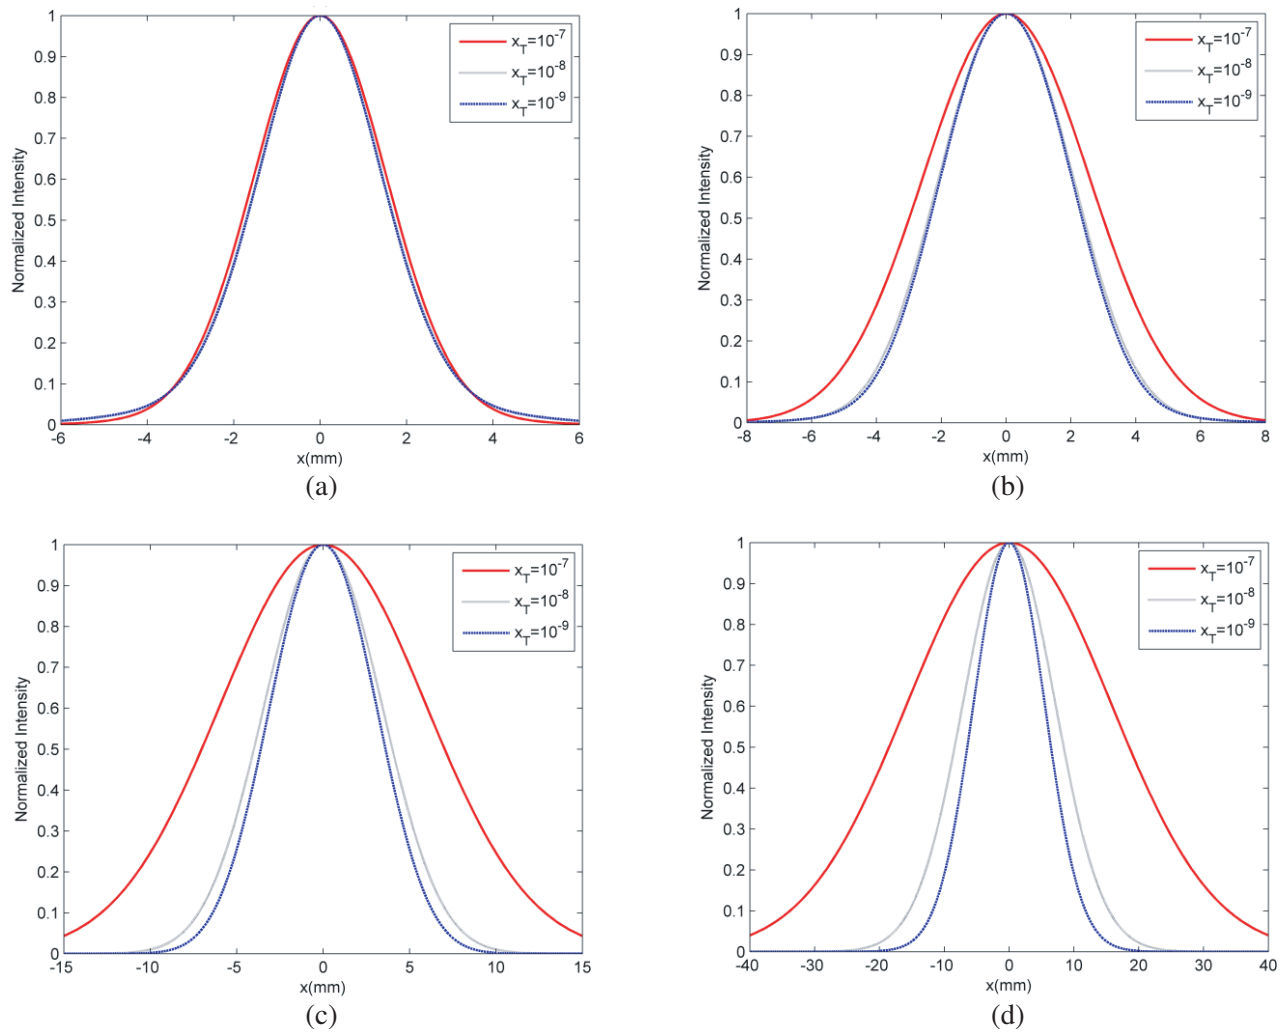 1
0.9
0.8
0.7
0.6
0.5
0.4
0.3
0.2
0.1
0
Normalized Intensity
x_T=10^-7
x_T=10^-8
x_T=10^-9
-6 -4 -2 0 2 4 6
x(mm)
(a)
1
0.9
0.8
0.7
0.6
0.5
0.4
0.3
0.2
0.1
0
Normalized Intensity
x_T=10^-7
x_T=10^-8
x_T=10^-9
-8 -6 -4 -2 0 2 4 6 8
x(mm)
(b)
1
0.9
0.8
0.7
0.6
0.5
0.4
0.3
0.2
0.1
0
Normalized Intensity
x_T=10^-7
x_T=10^-8
x_T=10^-9
-15 -10 -5 0 5 10 15
x(mm)
(c)
1
0.9
0.8
0.7
0.6
0.5
0.4
0.3
0.2
0.1
0
Normalized Intensity
x_T=10^-7
x_T=10^-8
x_T=10^-9
-40 -30 -20 -10 0 10 20 30 40
x(mm)
(d)